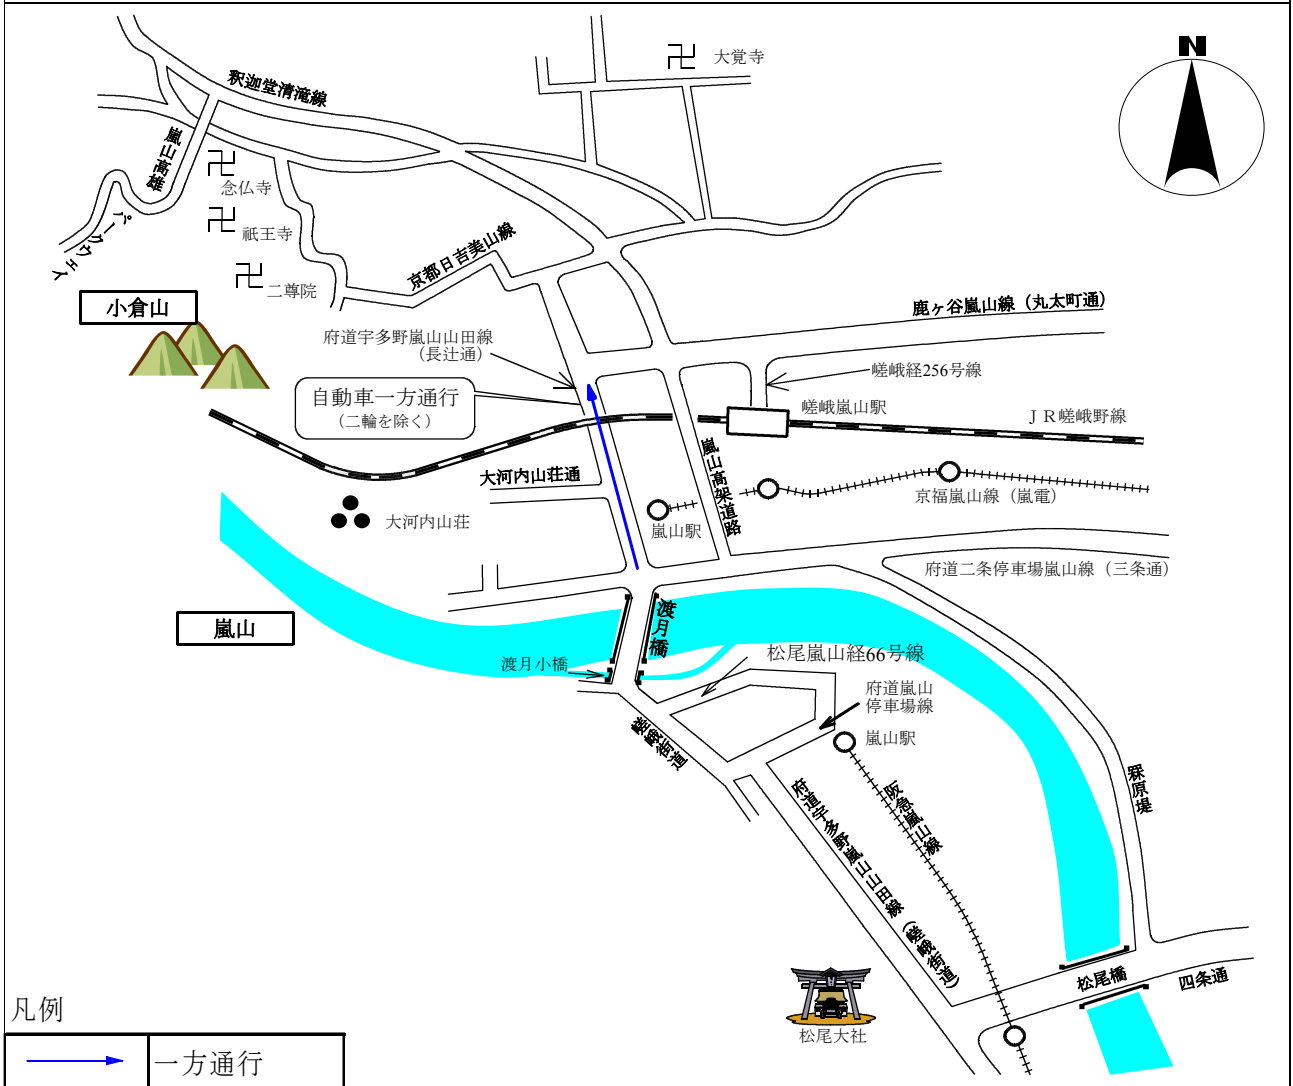 N
大覚寺
釈迦堂清滝線
嵐山高雄
パークウェイ
念仏寺
祇王寺
二尊院
京都日吉美山線
小倉山
鹿ヶ谷嵐山線（丸太町通）
府道宇多野嵐山山田線
（長辻通）
嵯峨経256号線
自動車一方通行
（二輪を除く）
嵯峨嵐山駅
ＪＲ嵯峨野線
嵐山高架道路
大河内山荘通
京福嵐山線（嵐電）
大河内山荘
嵐山駅
府道二条停車場嵐山線（三条通）
嵐山
渡月橋
渡月小橋
松尾嵐山経66号線
府道嵐山
停車場線
嵯峨街道
嵐山駅
府道宇多野嵐山山田線（嵯峨街道）
阪急嵐山線
罧原堤
松尾橋
四条通
松尾大社
凡例
一方通行